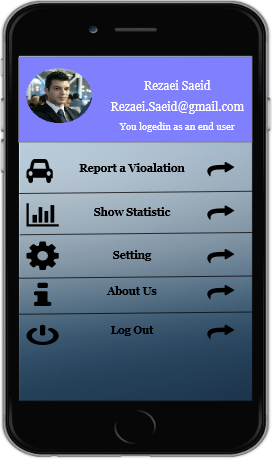 Rezaei Saeid
Rezaei.Saeid@gmail.com
You logedin as an end user
Report a Vioalation
Show Statistic
Setting
About Us
Log Out